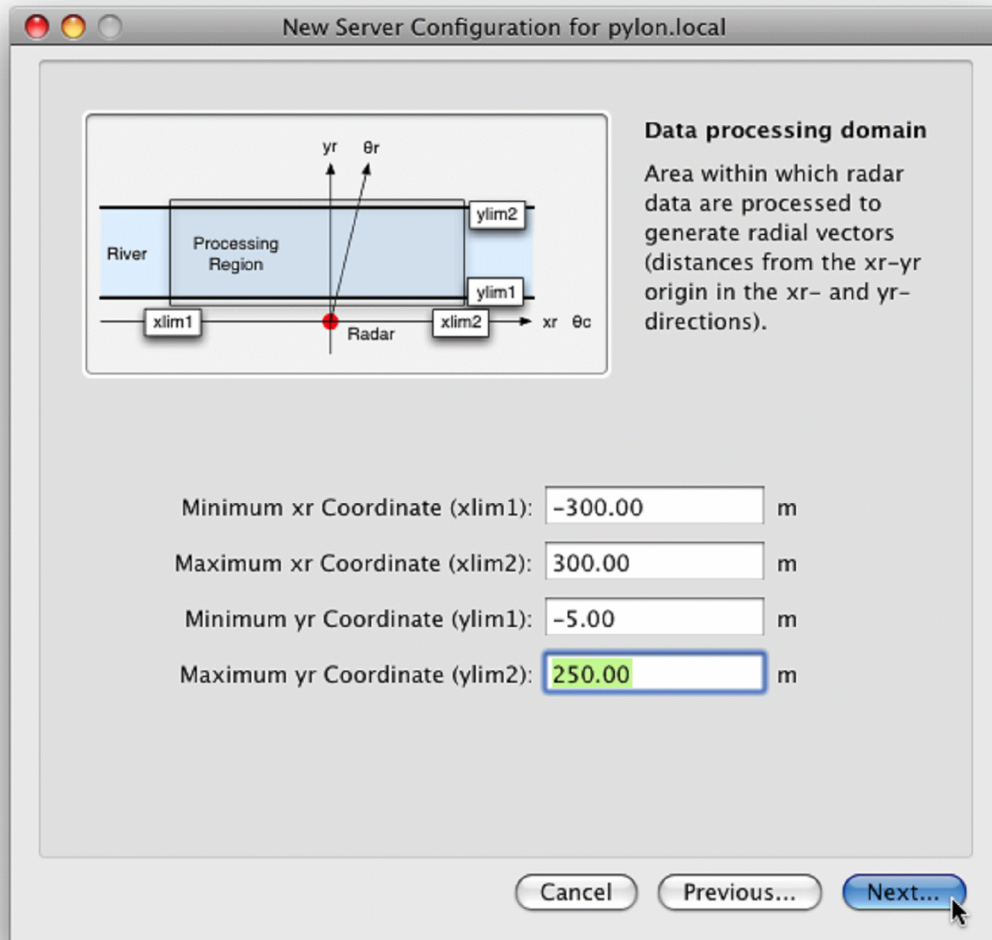 New Server Configuration for pylon.local
yr θr
ylim2
River
Processing
Region
ylim1
xlim1
xlim2
xr θc
Radar
Data processing domain
Area within which radar
data are processed to
generate radial vectors
(distances from the xr-yr
origin in the xr- and yr-
directions).
Minimum xr Coordinate (xlim1): -300.00 m
Maximum xr Coordinate (xlim2): 300.00 m
Minimum yr Coordinate (ylim1): -5.00 m
Maximum yr Coordinate (ylim2): 250.00 m
Cancel Previous... Next...